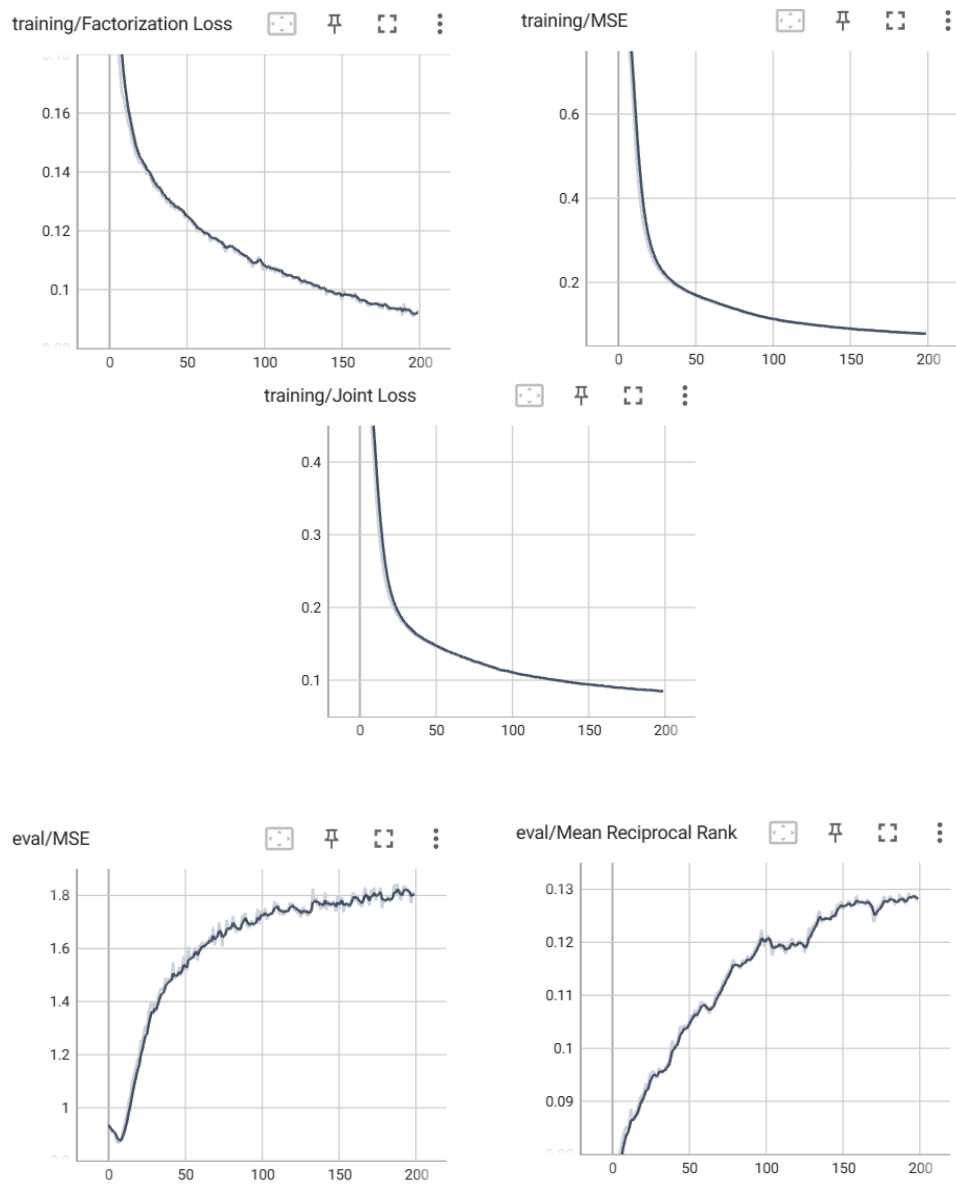 training/Factorization Loss
0.16
0.14
0.12
0.1
0 50 100 150 200
training/MSE
0.6
0.4
0.2
0 50 100 150 200
training/Joint Loss
0.4
0.3
0.2
0.1
0 50 100 150 200
eval/MSE
1.8
1.6
1.4
1.2
1
0 50 100 150 200
eval/Mean Reciprocal Rank
0.13
0.12
0.11
0.1
0.09
0 50 100 150 200